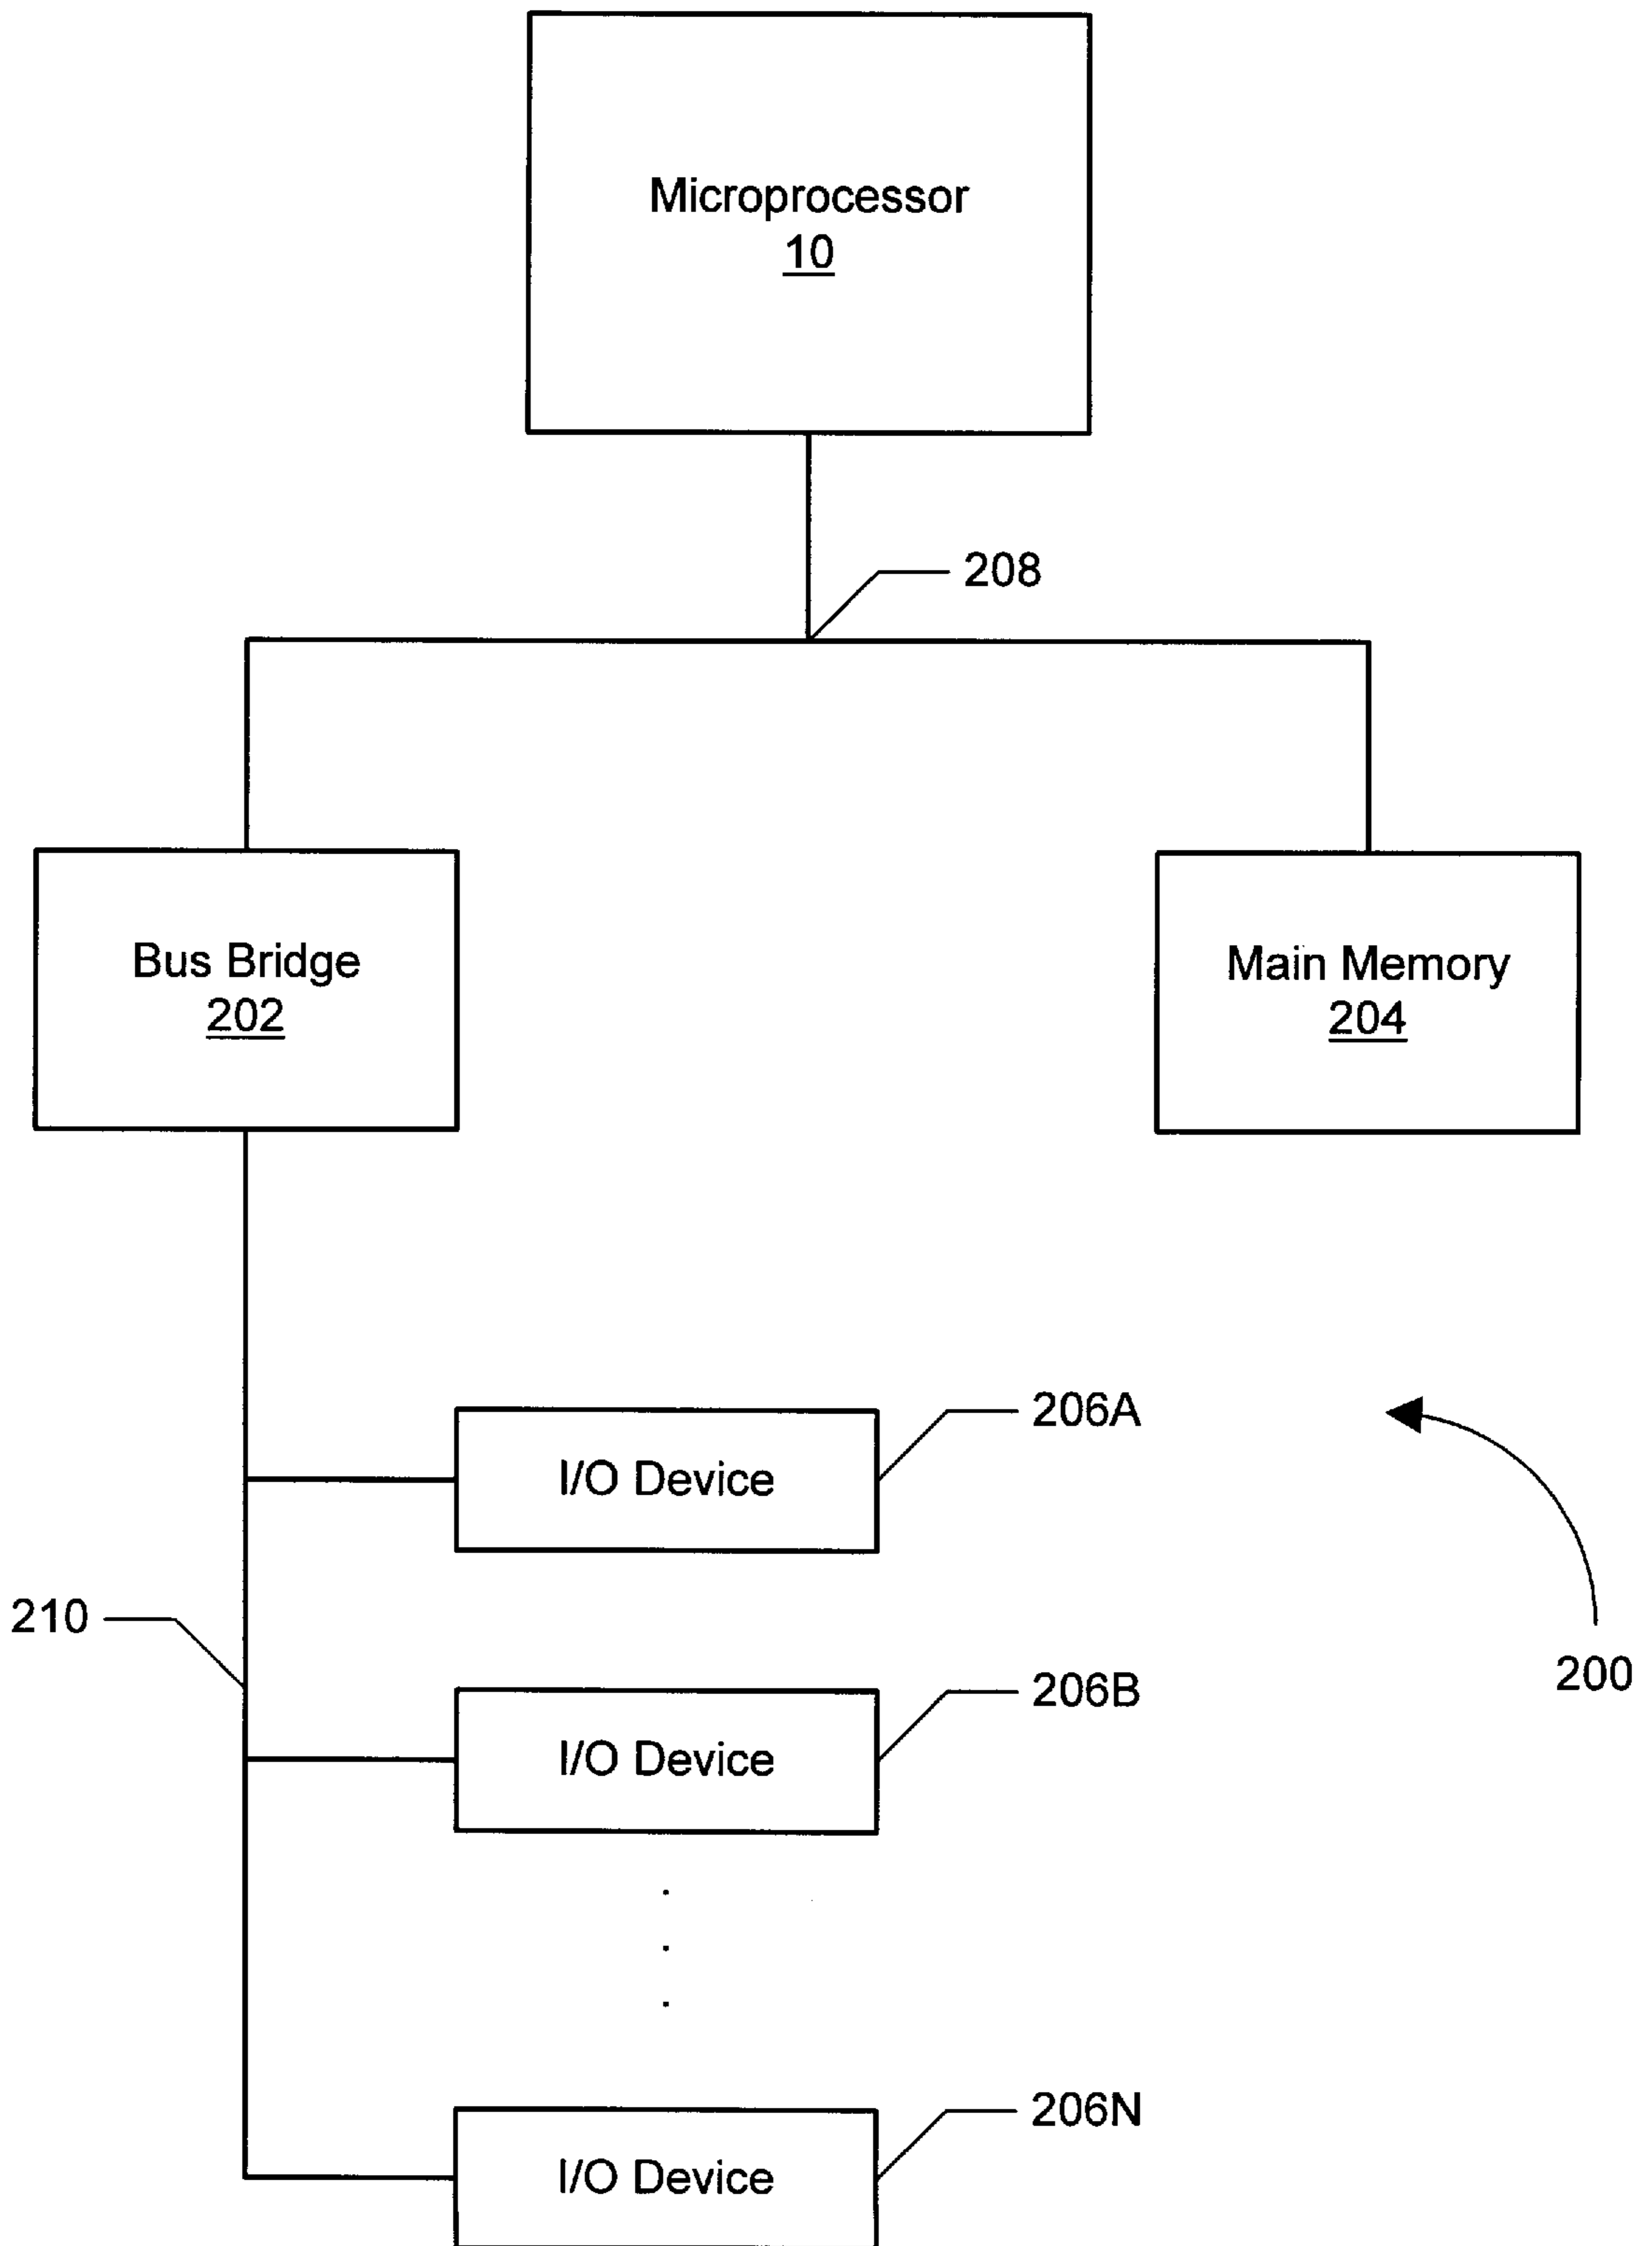 Microprocessor
10
208
Bus Bridge
202
Main Memory
204
206A
I/O Device
210
200
206B
I/O Device
206N
I/O Device